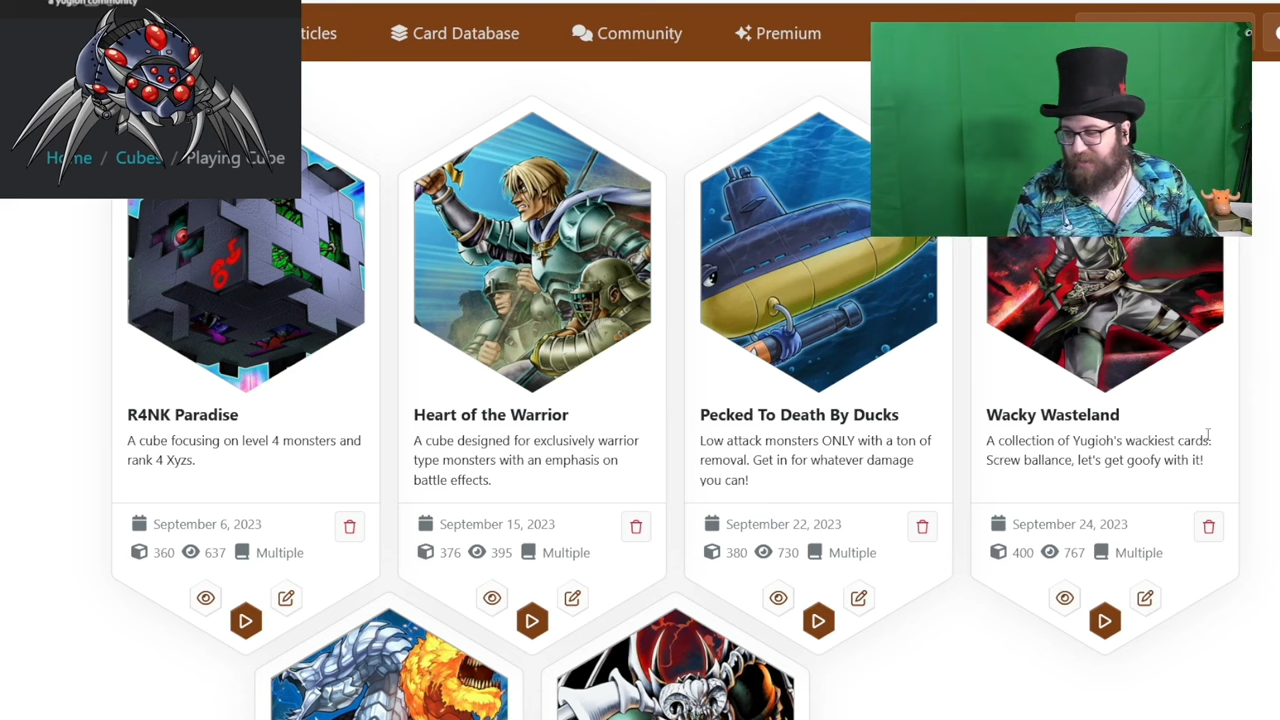 a yugioh community
Home / Cubes / Playing Cube
ticles
Card Database
Community
Premium
R4NK Paradise
A cube focusing on level 4 monsters and
rank 4 Xyzs.
September 6, 2023
360 637 Multiple
Heart of the Warrior
A cube designed for exclusively warrior
type monsters with an emphasis on
battle effects.
September 15, 2023
376 395 Multiple
Pecked To Death By Ducks
Low attack monsters ONLY with a ton of
removal. Get in for whatever damage
you can!
September 22, 2023
380 730 Multiple
Wacky Wasteland
A collection of Yugioh's wackiest cards.
Screw ballance, let's get goofy with it!
September 24, 2023
400 767 Multiple